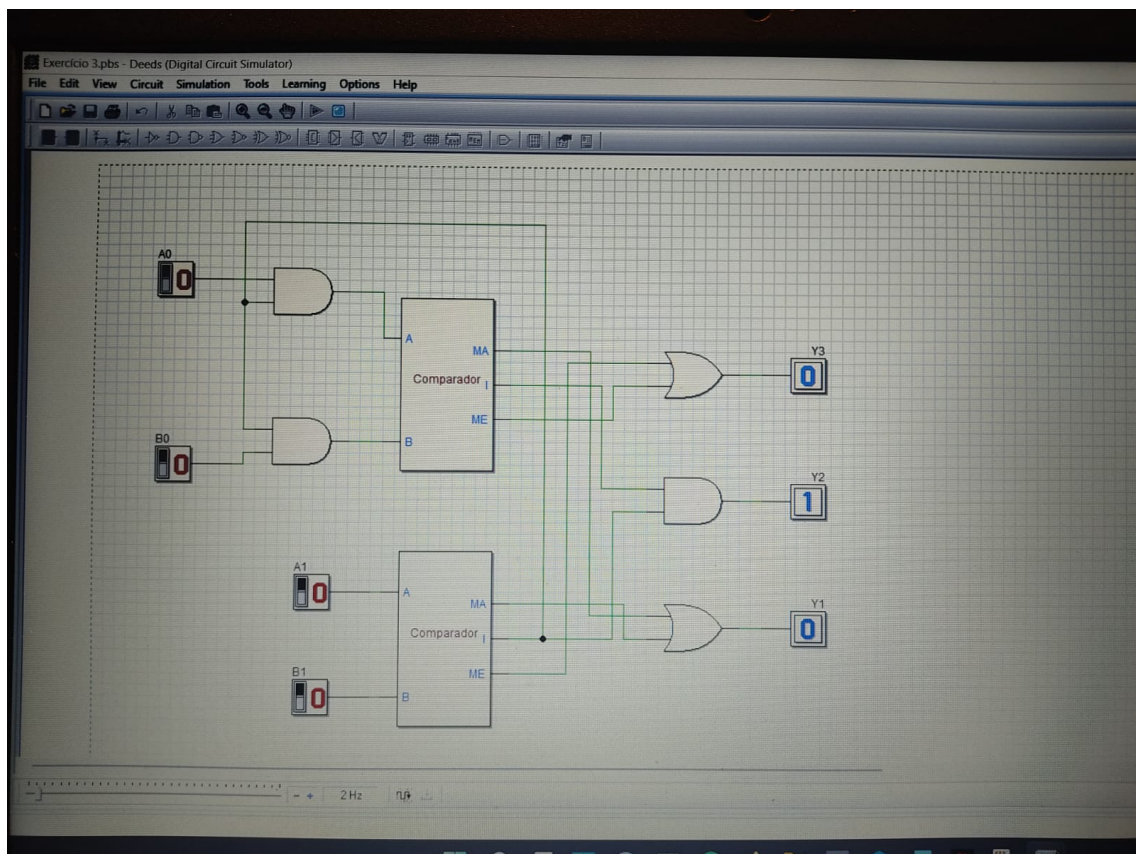 Exercício 3.pbs - Deeds (Digital Circuit Simulator)
File Edit View Circuit Simulation Tools Learning Options Help
A0
0
A
MA
Comparador
I
ME
B
B0
0
Y3
0
Y2
1
A1
0
A
MA
Comparador
I
ME
B
B1
0
Y1
0
- + 2 Hz